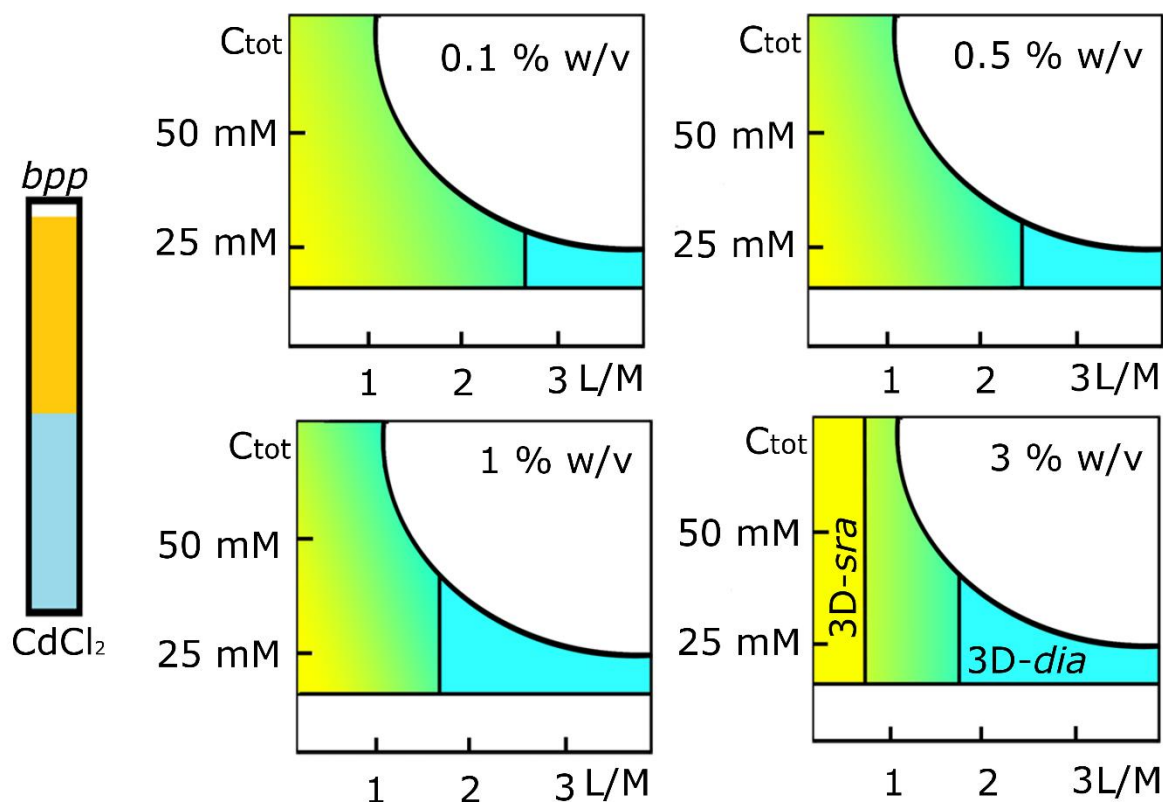 bpp
CdCl2
Ctot
0.1 % w/v
50 mM
25 mM
1 2 3 L/M
Ctot
0.5 % w/v
50 mM
25 mM
1 2 3L/M
Ctot
1 % w/v
50 mM
25 mM
1 2 3L/M
Ctot
3 % w/v
50 mM
25 mM
3D-sra
3D-dia
1 2 3L/M